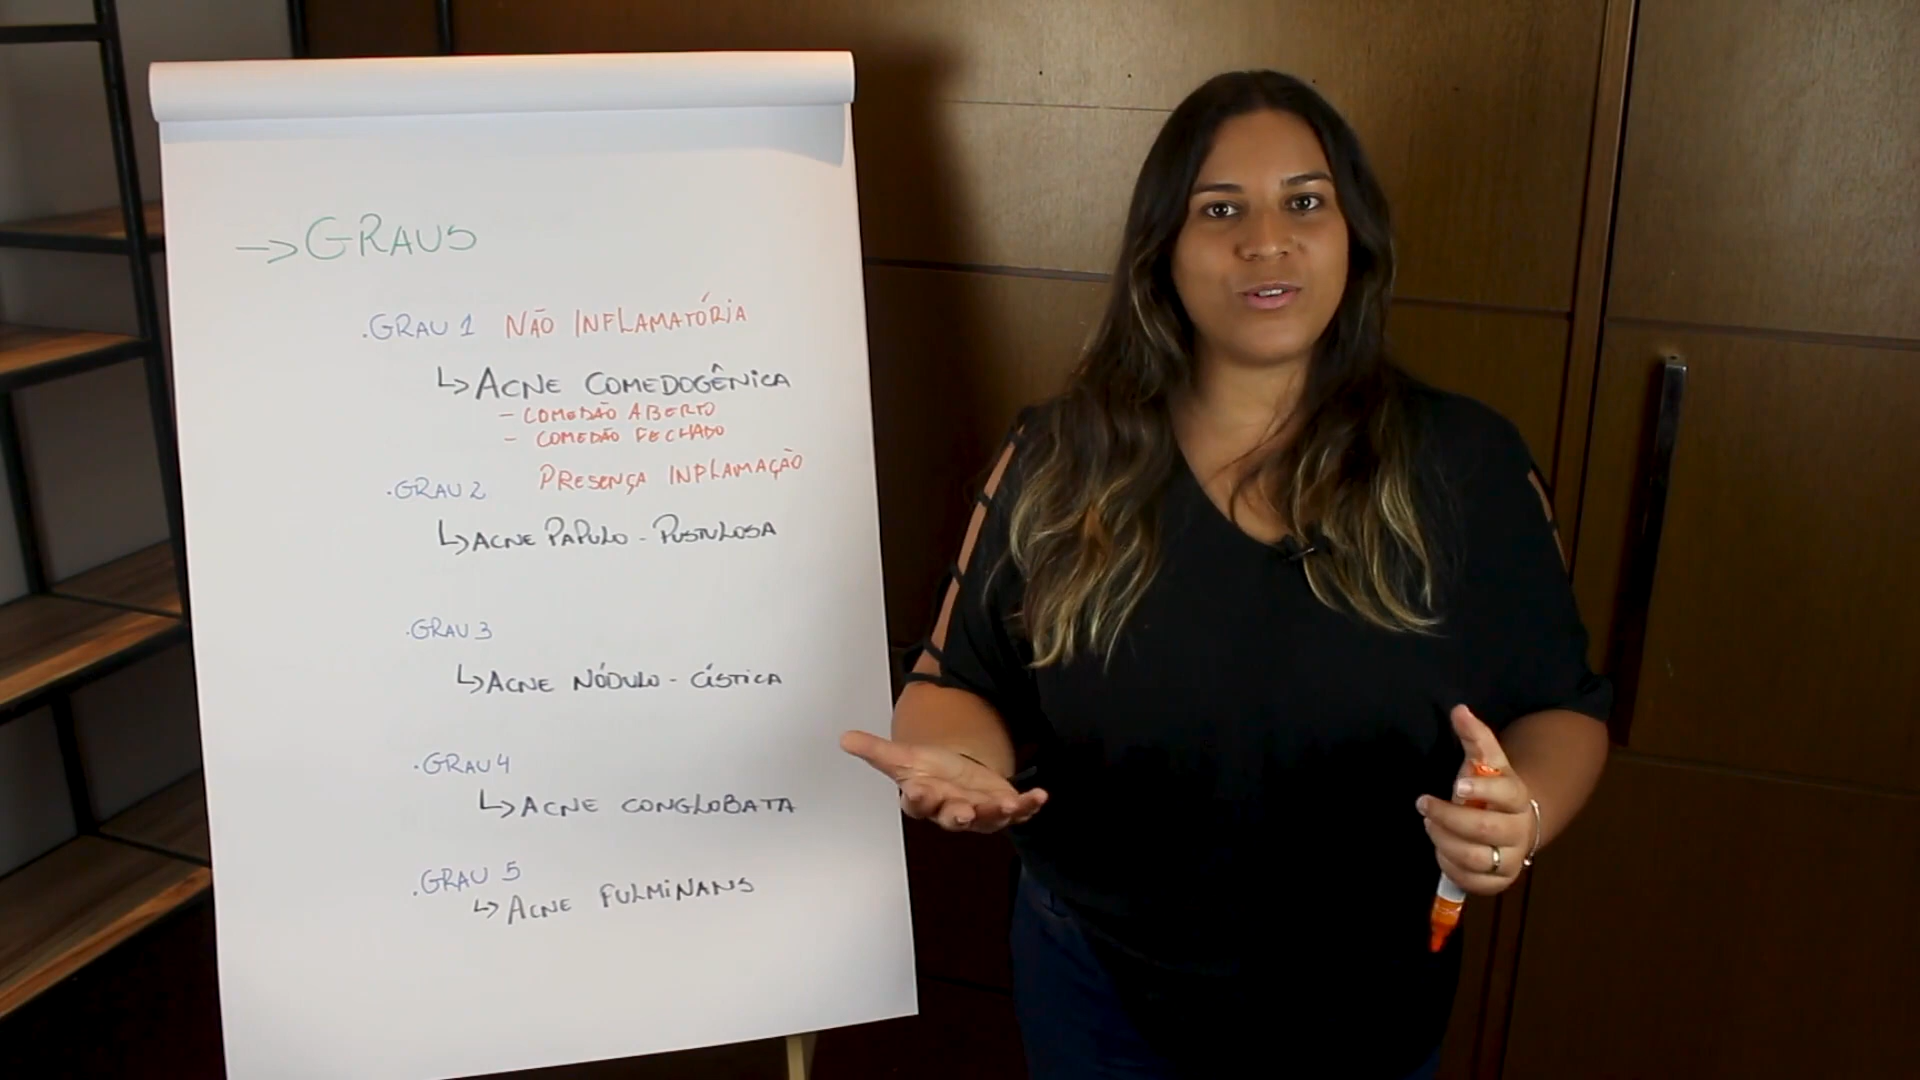 → GRAUS
.GRAU 1 NÃO INFLAMATÓRIA
↳ ACNE COMEDOGÊNICA
- COMEDÃO ABERTO
- COMEDÃO FECHADO
.GRAU 2 PRESENÇA INFLAMAÇÃO
↳ ACNE PAPULO - PUSTULOSA
.GRAU 3
↳ ACNE NÓDULO - CÍSTICA
.GRAU 4
↳ ACNE CONGLOBATA
.GRAU 5
↳ ACNE FULMINANS